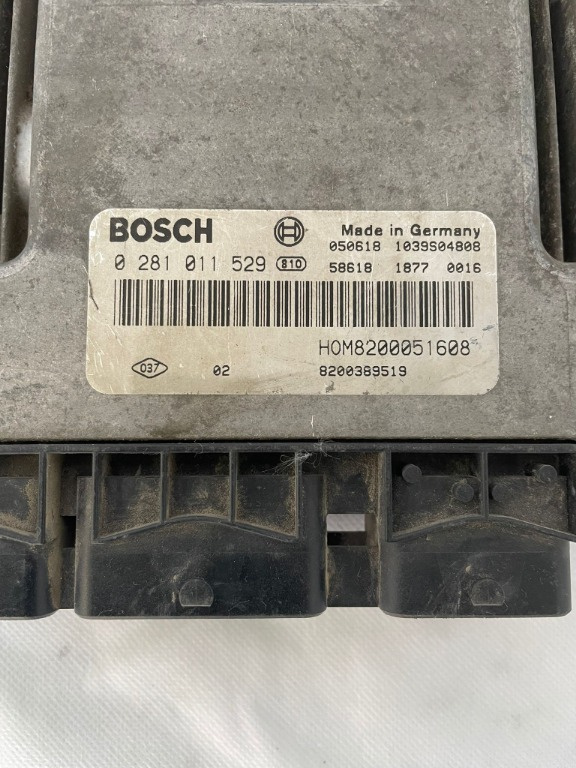 BOSCH Made in Germany
050618 1039S04808
0 281 011 529 810 58618 1877 0016
HOM8200051608
037 02 8200389519